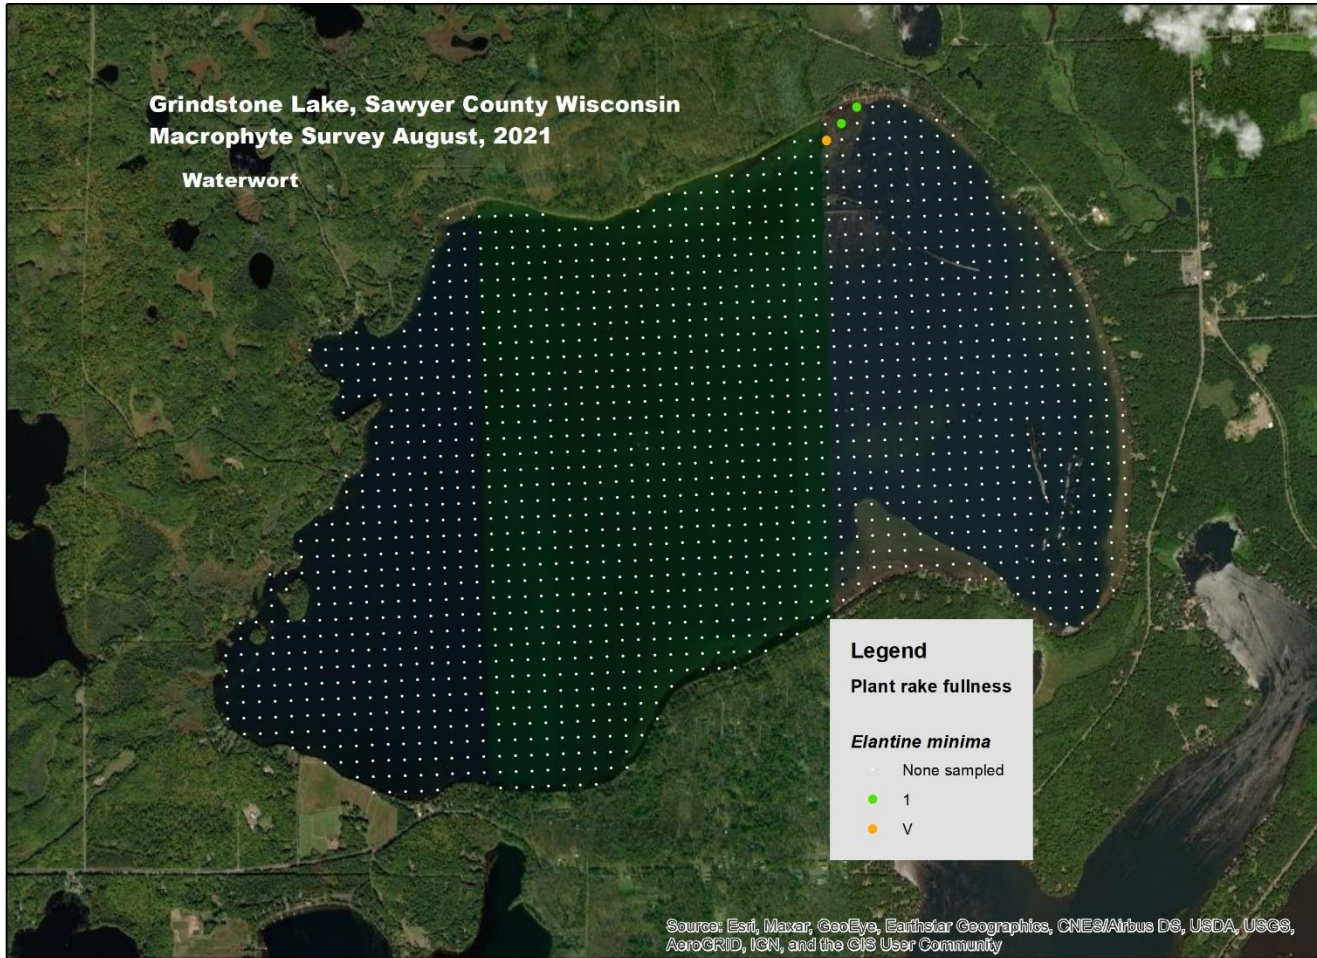 Grindstone Lake, Sawyer County Wisconsin
Macrophyte Survey August, 2021
Waterwort
Legend
Plant rake fullness
Elantine minima
None sampled
1
V
Source: Esri, Maxar, GeoEye, Earthstar Geographics, CNES/Airbus DS, USDA, USGS,
AeroGRID, IGN, and the GIS User Community